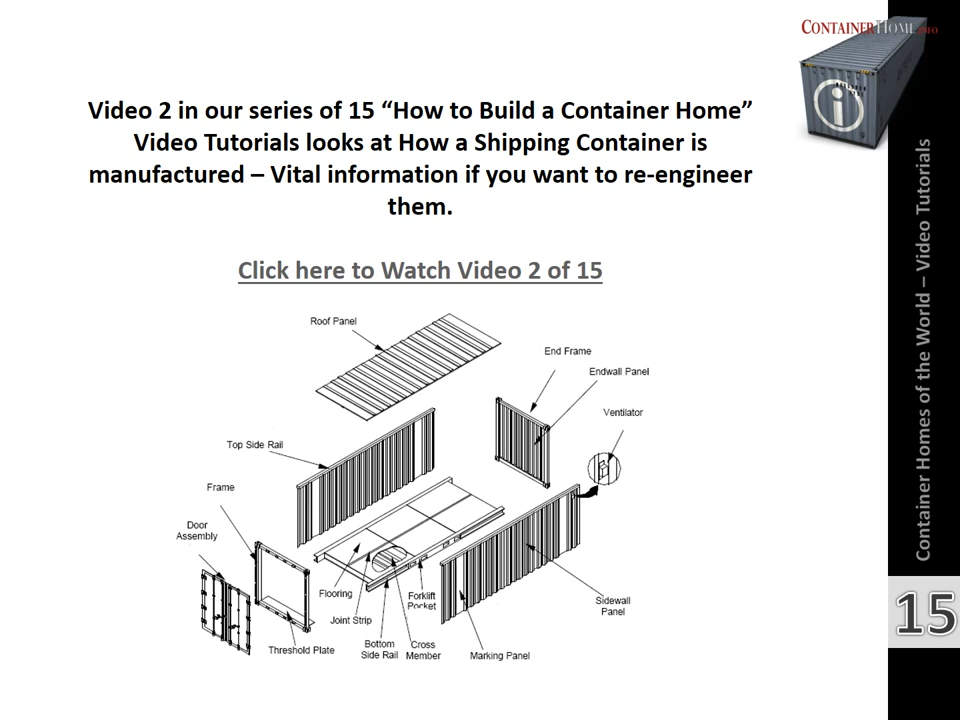 CONTAINERHOME.INFO
Video 2 in our series of 15 “How to Build a Container Home”
Video Tutorials looks at How a Shipping Container is
manufactured – Vital information if you want to re-engineer
them.
Click here to Watch Video 2 of 15
Roof Panel
End Frame
Endwall Panel
Ventilator
Top Side Rail
Frame
Door
Assembly
Flooring
Joint Strip
Forklift
Pocket
Sidewall
Panel
Threshold Plate
Bottom
Side Rail
Cross
Member
Marking Panel
Container Homes of the World – Video Tutorials
15